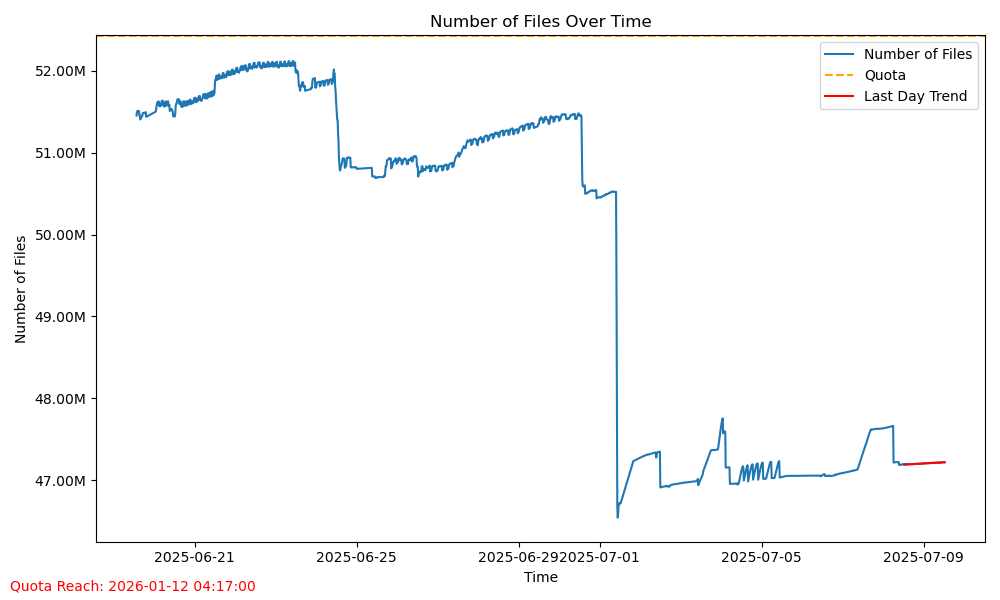 Number of Files Over Time
Number of Files
Quota
Last Day Trend
52.00M
51.00M
50.00M
49.00M
48.00M
47.00M
Number of Files
2025-06-21
2025-06-25
2025-06-29
2025-07-01
2025-07-05
2025-07-09
Time
Quota Reach: 2026-01-12 04:17:00